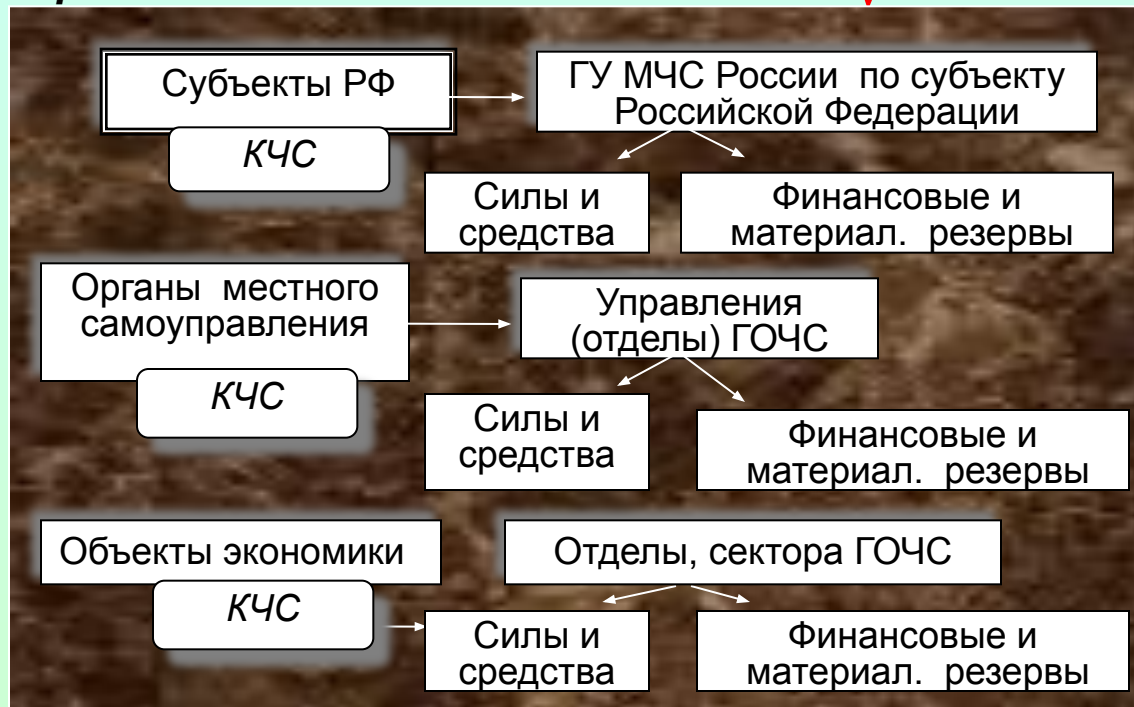 Субъекты РФ
КЧС
ГУ МЧС России по субъекту
Российской Федерации
Силы и
средства
Финансовые и
материал. резервы
Органы местного
самоуправления
КЧС
Управления
(отделы) ГОЧС
Силы и
средства
Финансовые и
материал. резервы
Объекты экономики
КЧС
Отделы, сектора ГОЧС
Силы и
средства
Финансовые и
материал. резервы